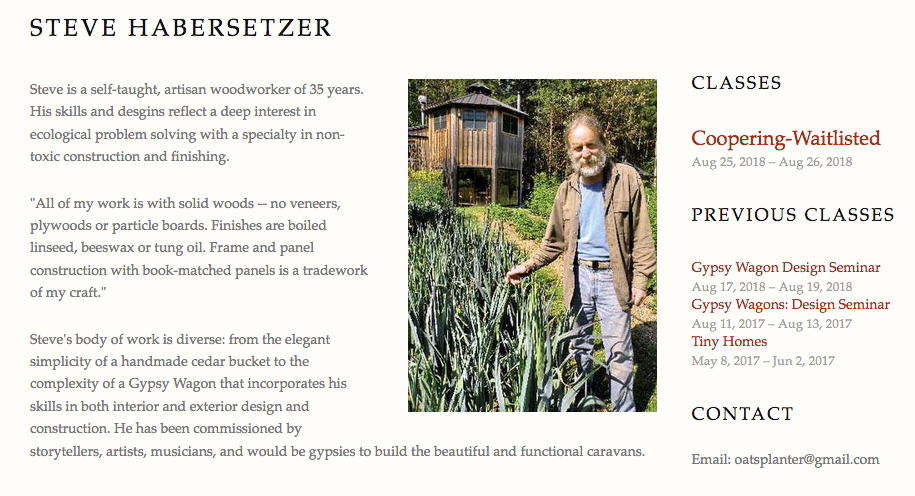 STEVE HABERSETZER
Steve is a self-taught, artisan woodworker of 35 years.
His skills and desgins reflect a deep interest in
ecological problem solving with a specialty in non-
toxic construction and finishing.
"All of my work is with solid woods -- no veneers,
plywoods or particle boards. Finishes are boiled
linseed, beeswax or tung oil. Frame and panel
construction with book-matched panels is a tradework
of my craft."
Steve's body of work is diverse: from the elegant
simplicity of a handmade cedar bucket to the
complexity of a Gypsy Wagon that incorporates his
skills in both interior and exterior design and
construction. He has been commissioned by
storytellers, artists, musicians, and would be gypsies to build the beautiful and functional caravans.
CLASSES
Coopering-Waitlisted
Aug 25, 2018 – Aug 26, 2018
PREVIOUS CLASSES
Gypsy Wagon Design Seminar
Aug 17, 2018 – Aug 19, 2018
Gypsy Wagons: Design Seminar
Aug 11, 2017 – Aug 13, 2017
Tiny Homes
May 8, 2017 – Jun 2, 2017
CONTACT
Email: oatsplanter@gmail.com